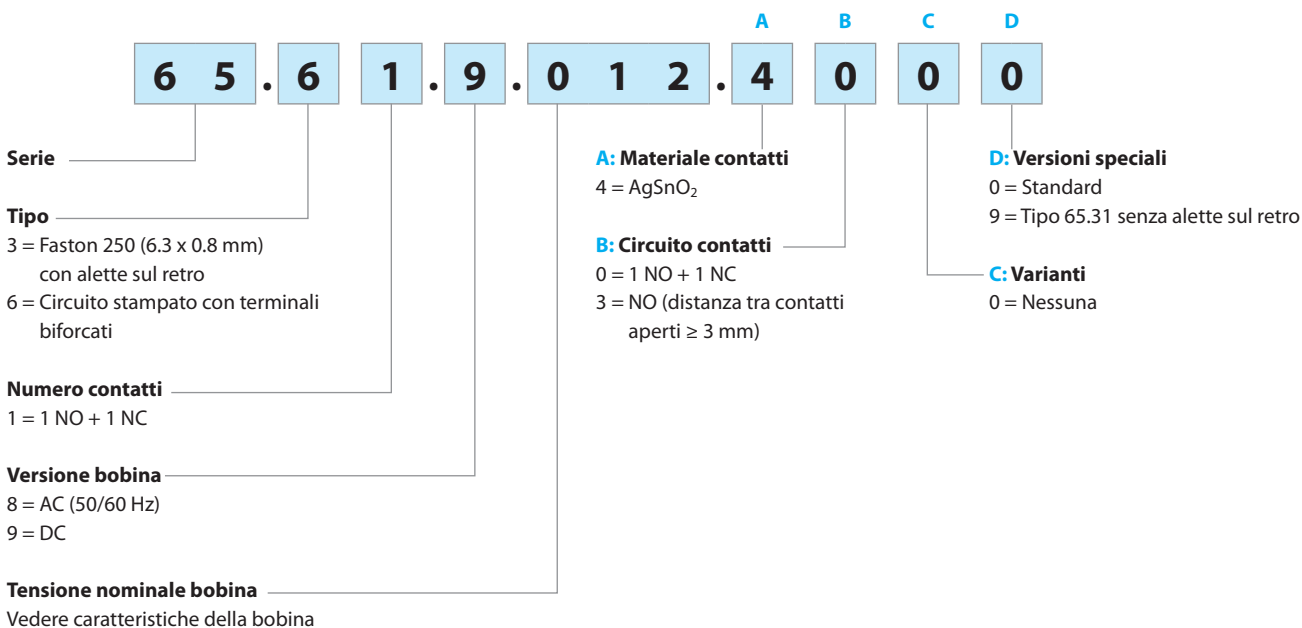 A B C D
6 5 . 6 1 . 9 . 0 1 2 . 4 0 0 0
Serie
Tipo
3 = Faston 250 (6.3 x 0.8 mm)
con alette sul retro
6 = Circuito stampato con terminali
biforcati
Numero contatti
1 = 1 NO + 1 NC
Versione bobina
8 = AC (50/60 Hz)
9 = DC
Tensione nominale bobina
Vedere caratteristiche della bobina
A: Materiale contatti
4 = AgSnO₂
B: Circuito contatti
0 = 1 NO + 1 NC
3 = NO (distanza tra contatti
aperti ≥ 3 mm)
D: Versioni speciali
0 = Standard
9 = Tipo 65.31 senza alette sul retro
C: Varianti
0 = Nessuna